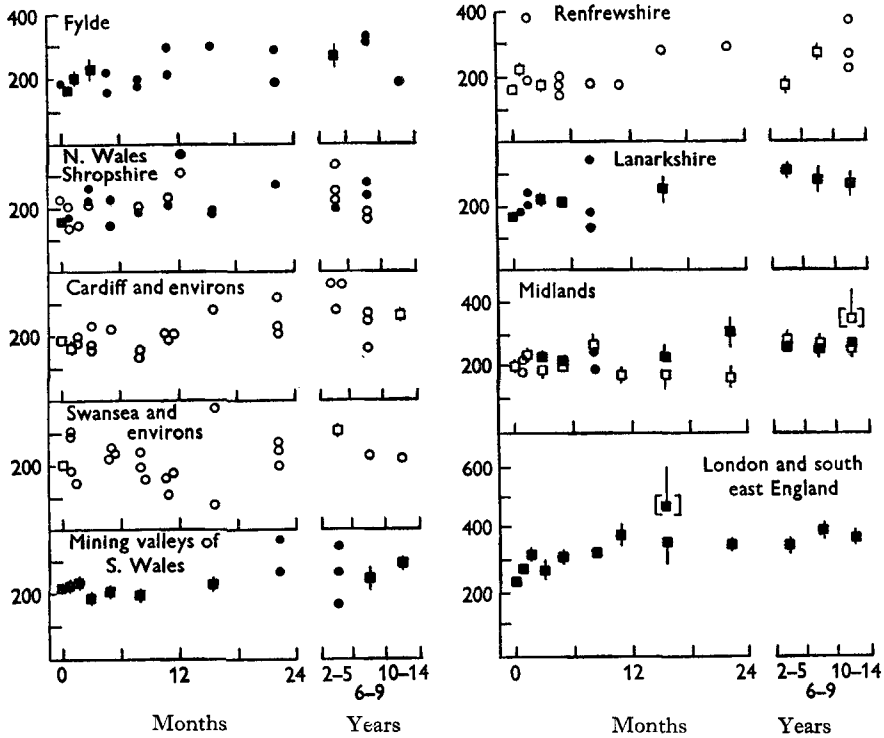 400
Fylde
200
N. Wales
Shropshire
200
Cardiff and environs
200
Swansea and
environs
200
Mining valleys of
S. Wales
200
0
12
24
2–5
10–14
6–9
Months
Years
400
Renfrewshire
200
Lanarkshire
200
400
Midlands
200
600
London and south
east England
400
200
0
12
24
2–5
10–14
6–9
Months
Years